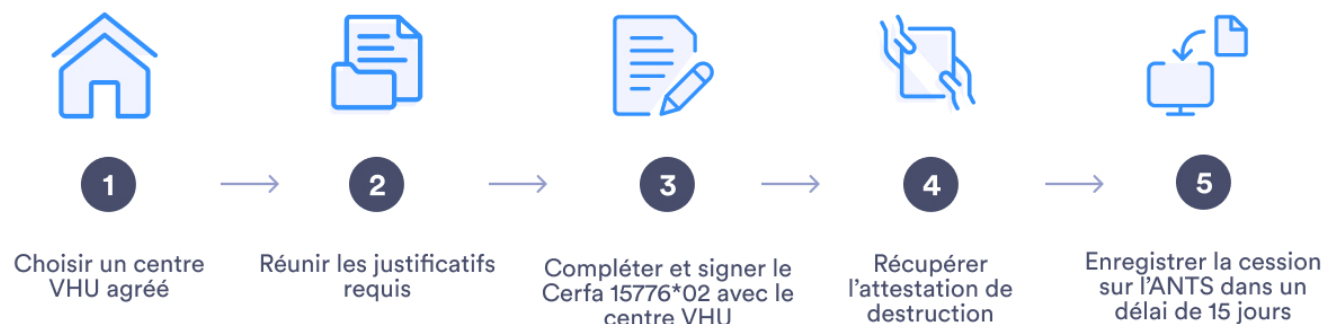 1
2
3
4
5
Choisir un centre
VHU agréé
Réunir les justificatifs
requis
Compléter et signer le
Cerfa 15776*02 avec le
centre VHU
Récupérer
l'attestation de
destruction
Enregistrer la cession
sur l'ANTS dans un
délai de 15 jours